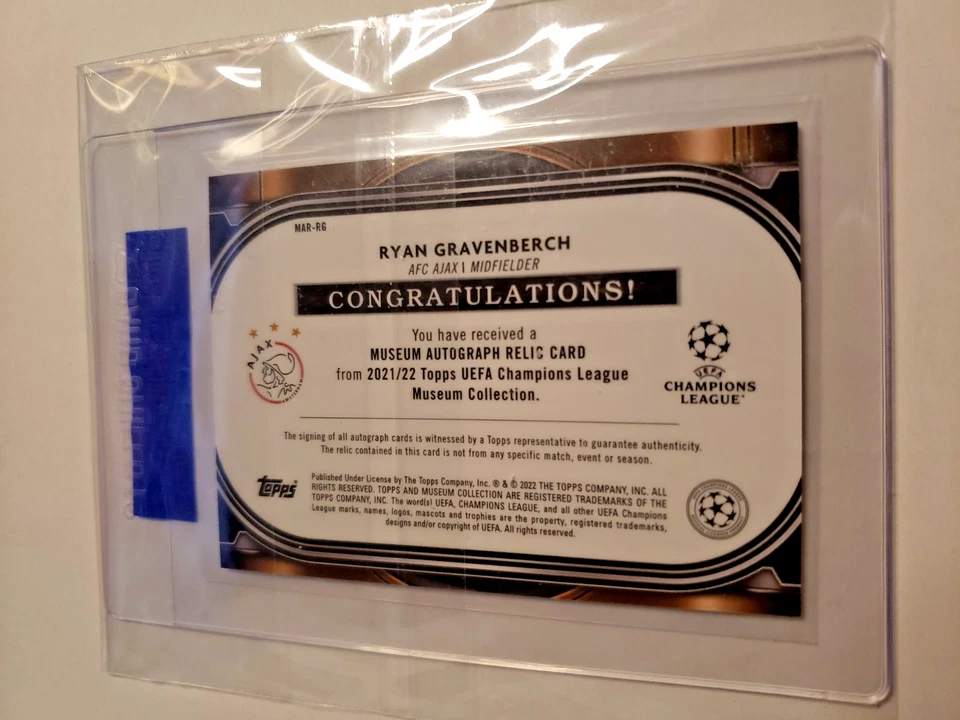 MAR-RG
RYAN GRAVENBERCH
AFC AJAX | MIDFIELDER
CONGRATULATIONS!
You have received a
MUSEUM AUTOGRAPH RELIC CARD
from 2021/22 Topps UEFA Champions League
Museum Collection.
AJAX
AMSTERDAM
UEFA
CHAMPIONS
LEAGUE
The signing of all autograph cards is witnessed by a Topps representative to guarantee authenticity.
The relic contained in this card is not from any specific match, event or season.
Topps
Published Under License by The Topps Company, Inc. ® & © 2022 THE TOPPS COMPANY, INC. ALL
RIGHTS RESERVED. TOPPS AND MUSEUM COLLECTION ARE REGISTERED TRADEMARKS OF THE
TOPPS COMPANY, INC. The word(s) UEFA, CHAMPIONS LEAGUE, and all other UEFA Champions
League marks, names, logos, mascots and trophies are the property, registered trademarks,
designs and/or copyright of UEFA. All rights reserved.